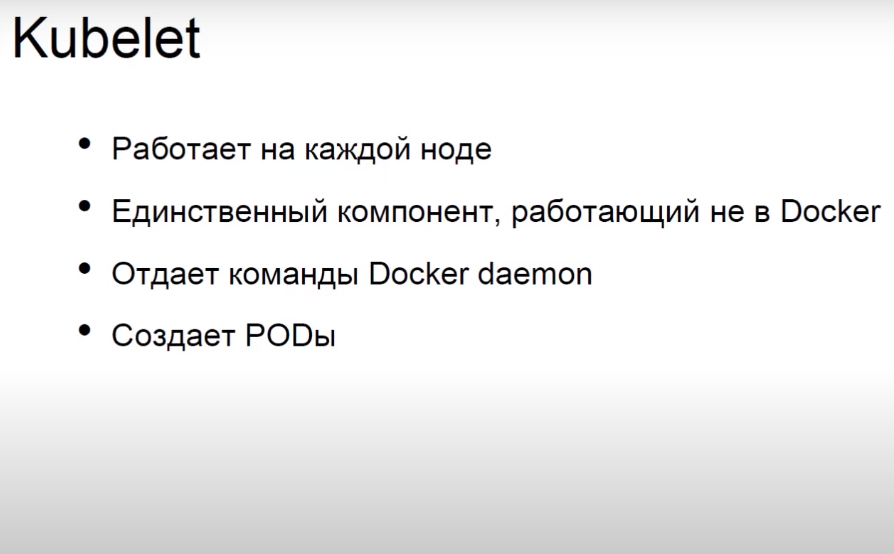 Kubelet
• Работает на каждой ноде
• Единственный компонент, работающий не в Docker
• Отдает команды Docker daemon
• Создает PODы